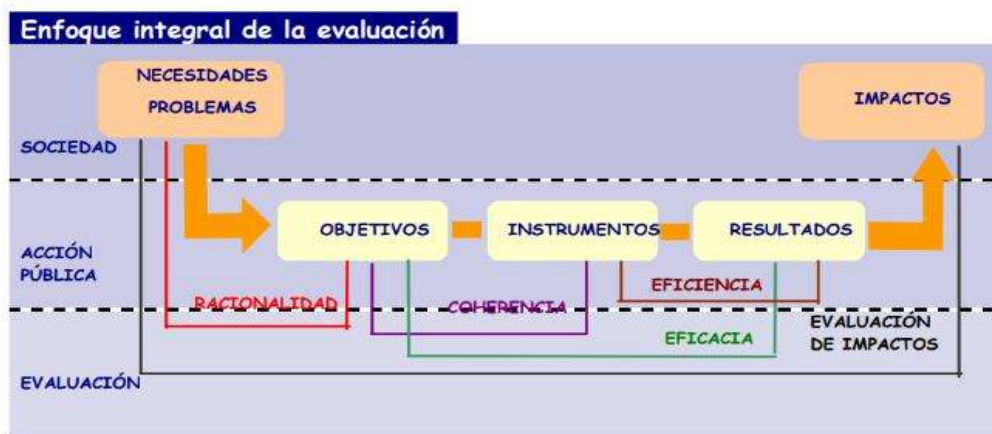 Enfoque integral de la evaluación
NECESIDADES
PROBLEMAS
IMPACTOS
SOCIEDAD
OBJETIVOS
INSTRUMENTOS
RESULTADOS
ACCIÓN
PÚBLICA
EFICIENCIA
RACIONALIDAD
COHERENCIA
EVALUACIÓN
DE IMPACTOS
EFICACIA
EVALUACIÓN